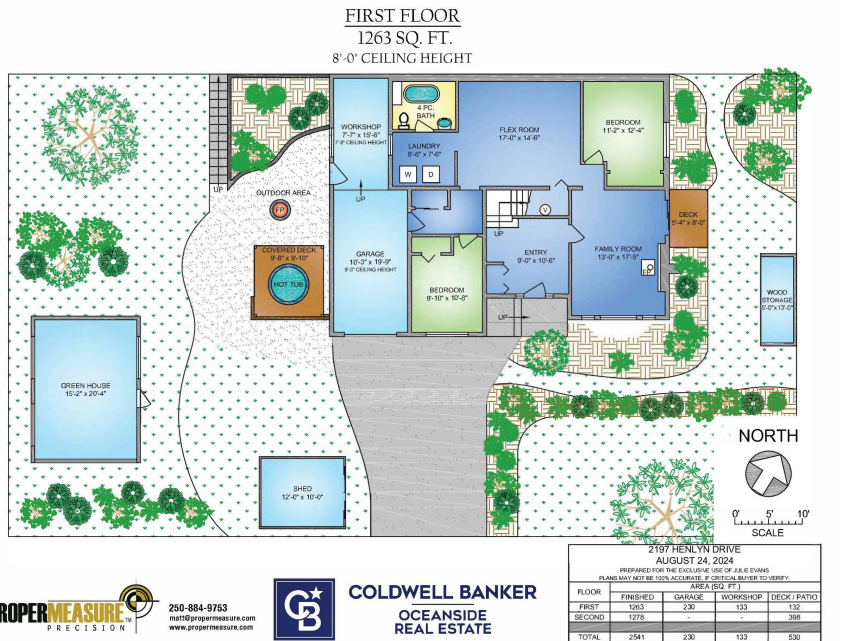 FIRST FLOOR
1263 SQ. FT.
8'-0" CEILING HEIGHT
4 PC.
BATH
WORKSHOP
7'-7" x 15'-6"
7'-8" CEILING HEIGHT
FLEX ROOM
17'-0" x 14'-6"
BEDROOM
11'-2" x 12'-4"
LAUNDRY
8'-8" x 7'-6"
W
D
UP
UP
OUTDOOR AREA
FP
V
DECK
5'-4" x 8'-0"
UP
COVERED DECK
9'-8" x 9'-10"
HOT TUB
GARAGE
10'-3" x 19'-9"
8'-3" CEILING HEIGHT
ENTRY
9'-0" x 10'-6"
FAMILY ROOM
13'-0" x 17'-5"
FP
BEDROOM
9'-10" x 10'-8"
UP
WOOD
STORAGE
5'-0"x13'-0"
GREEN HOUSE
15'-2" x 20'-4"
SHED
12'-0" x 10'-0"
NORTH
0' 5' 10'
SCALE
2197 HENLYN DRIVE
AUGUST 24, 2024
PREPARED FOR THE EXCLUSIVE USE OF JULIE EVANS
PLANS MAY NOT BE 100% ACCURATE, IF CRITICAL BUYER TO VERIFY.
FLOOR AREA (SQ. FT.)
FINISHED GARAGE WORKSHOP DECK / PATIO
FIRST 1263 230 133 132
SECOND 1278 - - 398
TOTAL 2541 230 133 530
ROPERMEASURE TM
PRECISION
250-884-9753
matt@propermeasure.com
www.propermeasure.com
CB
COLDWELL BANKER
OCEANSIDE
REAL ESTATE